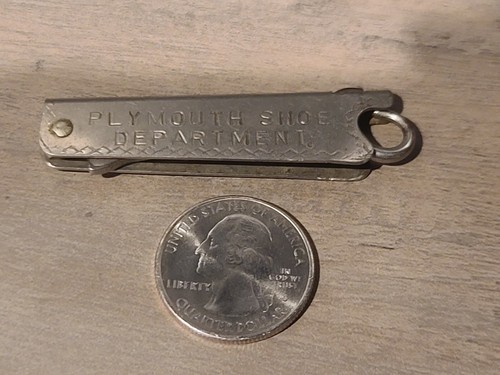 PLYMOUTH SHOE
DEPARTMENT
UNITED STATES OF AMERICA
LIBERTY
IN
GOD WE
TRUST
QUARTER DOLLAR